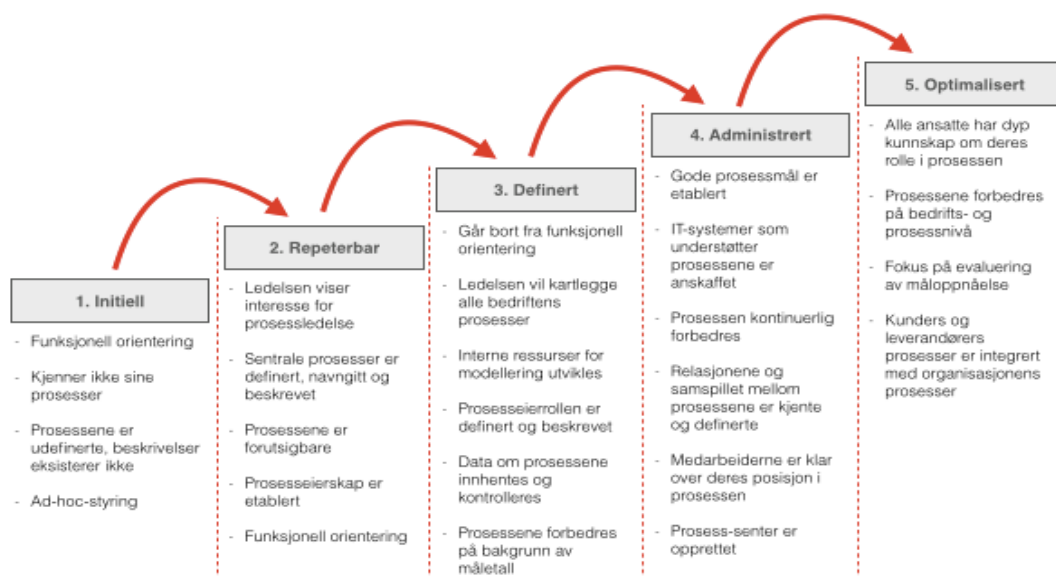 1. Initiell
- Funksjonell orientering
- Kjenner ikke sine
prosesser
- Prosessene er
udefinerte, beskrivelser
eksisterer ikke
- Ad-hoc-styring
2. Repeterbar
- Ledelsen viser
interesse for
prosessledelse
- Sentrale prosesser er
definert, navngitt og
beskrevet
- Prosessene er
forutsigbare
- Prosesseierskap er
etablert
- Funksjonell orientering
3. Definert
- Går bort fra funksjonell
orientering
- Ledelsen vil kartlegge
alle bedriftens
prosesser
- Interne ressurser for
modellering utvikles
- Prosesseierrollen er
definert og beskrevet
- Data om prosessene
innhentes og
kontrolleres
- Prosessene forbedres
på bakgrunn av
måletall
4. Administrert
- Gode prosessmål er
etablert
- IT-systemer som
understøtter
prosessene er
anskaffet
- Prosessen kontinuerlig
forbedres
- Relasjonene og
samspillet mellom
prosessene er kjente
og definerte
- Medarbeiderne er klar
over deres posisjon i
prosessen
- Prosess-senter er
opprettet
5. Optimalisert
- Alle ansatte har dyp
kunnskap om deres
rolle i prosessen
- Prosessene forbedres
på bedrifts- og
prosessnivå
- Fokus på evaluering
av måloppnåelse
- Kunders og
leverandørers
prosesser er integrert
med organisasjonens
prosesser